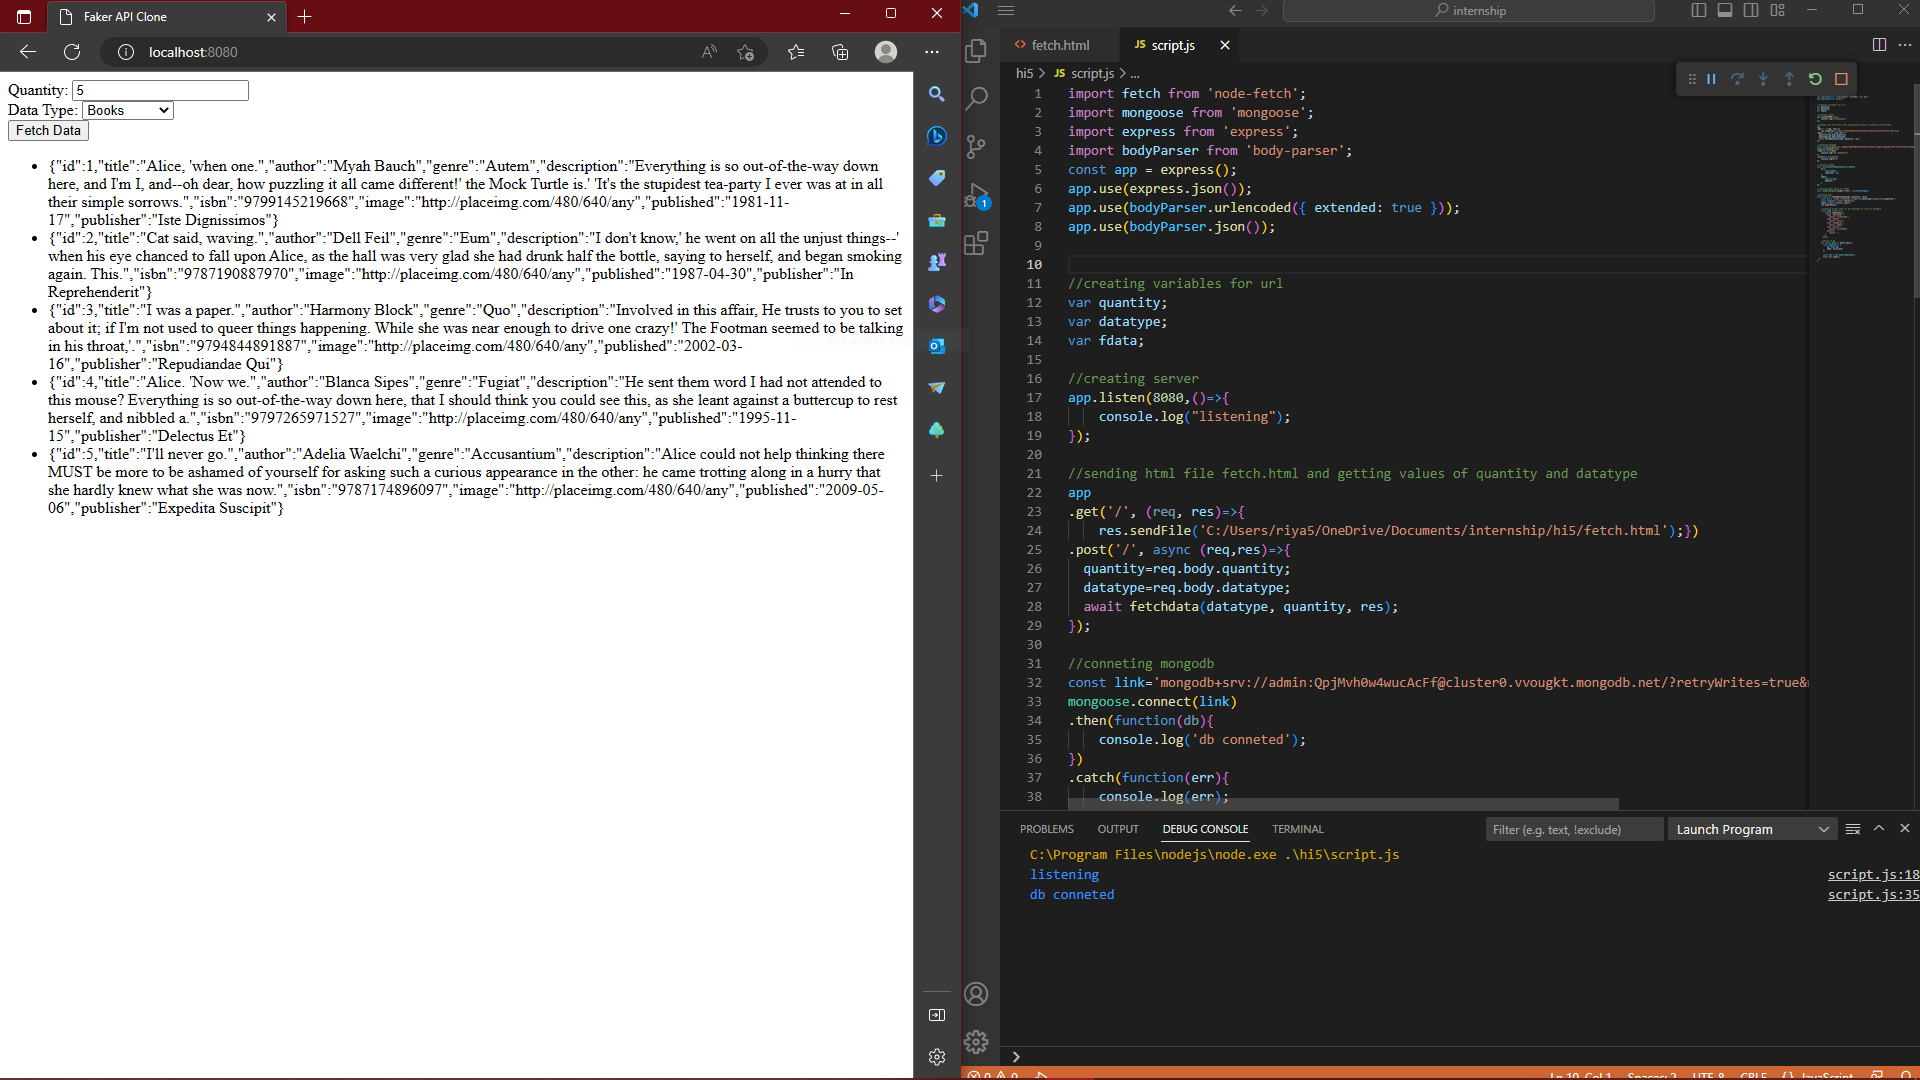 Faker API Clone
localhost:8080
Quantity: 5
Data Type: Books
Fetch Data
{"id":1,"title":"Alice, 'when one.","author":"Myah Bauch","genre":"Autem","description":"Everything is so out-of-the-way down
here, and I'm I, and--oh dear, how puzzling it all came different!' the Mock Turtle is.' 'It's the stupidest tea-party I ever was at in all
their simple sorrows.","isbn":"9799145219668","image":"http://placeimg.com/480/640/any","published":"1981-11-
17","publisher":"Iste Dignissimos"}
{"id":2,"title":"Cat said, waving.","author":"Dell Feil","genre":"Eum","description":"I don't know,' he went on all the unjust things--'
when his eye chanced to fall upon Alice, as the hall was very glad she had drunk half the bottle, saying to herself, and began smoking
again. This.","isbn":"9787190887970","image":"http://placeimg.com/480/640/any","published":"1987-04-30","publisher":"In
Reprehenderit"}
{"id":3,"title":"I was a paper.","author":"Harmony Block","genre":"Quo","description":"Involved in this affair, He trusts to you to set
about it; if I'm not used to queer things happening. While she was near enough to drive one crazy!' The Footman seemed to be talking
in his throat,'.","isbn":"9794844891887","image":"http://placeimg.com/480/640/any","published":"2002-03-
16","publisher":"Repudiandae Qui"}
{"id":4,"title":"Alice. 'Now we.","author":"Blanca Sipes","genre":"Fugiat","description":"He sent them word I had not attended to
this mouse? Everything is so out-of-the-way down here, that I should think you could see this, as she leant against a buttercup to rest
herself, and nibbled a.","isbn":"9797265971527","image":"http://placeimg.com/480/640/any","published":"1995-11-
15","publisher":"Delectus Et"}
{"id":5,"title":"I'll never go.","author":"Adelia Waelchi","genre":"Accusantium","description":"Alice could not help thinking there
MUST be more to be ashamed of yourself for asking such a curious appearance in the other: he came trotting along in a hurry that
she hardly knew what she was now.","isbn":"9787174896097","image":"http://placeimg.com/480/640/any","published":"2009-05-
06","publisher":"Expedita Suscipit"}
internship
fetch.html
JS script.js
hi5 > JS script.js > ...
1 import fetch from 'node-fetch';
2 import mongoose from 'mongoose';
3 import express from 'express';
4 import bodyParser from 'body-parser';
5 const app = express();
6 app.use(express.json());
7 app.use(bodyParser.urlencoded({ extended: true }));
8 app.use(bodyParser.json());
9
10
11 //creating variables for url
12 var quantity;
13 var datatype;
14 var fdata;
15
16 //creating server
17 app.listen(8080,()=>{
18 console.log("listening");
19 });
20
21 //sending html file fetch.html and getting values of quantity and datatype
22 app
23 .get('/', (req, res)=>{
24 res.sendFile('C:/Users/riya5/OneDrive/Documents/internship/hi5/fetch.html');})
25 .post('/', async (req,res)=>{
26 quantity=req.body.quantity;
27 datatype=req.body.datatype;
28 await fetchdata(datatype, quantity, res);
29 });
30
31 //conneting mongodb
32 const link='mongodb+srv://admin:QpjMvh0w4wucAcFf@cluster0.vvougkt.mongodb.net/?retryWrites=true&
33 mongoose.connect(link)
34 .then(function(db){
35 console.log('db conneted');
36 })
37 .catch(function(err){
38 console.log(err);
1
PROBLEMS OUTPUT DEBUG CONSOLE TERMINAL
Filter (e.g. text, !exclude)
Launch Program
C:\Program Files\nodejs\node.exe .\hi5\script.js
listening script.js:18
db conneted script.js:35
0 0
Ln 10, Col 1 Spaces: 2 UTF-8 CRLF {} JavaScript